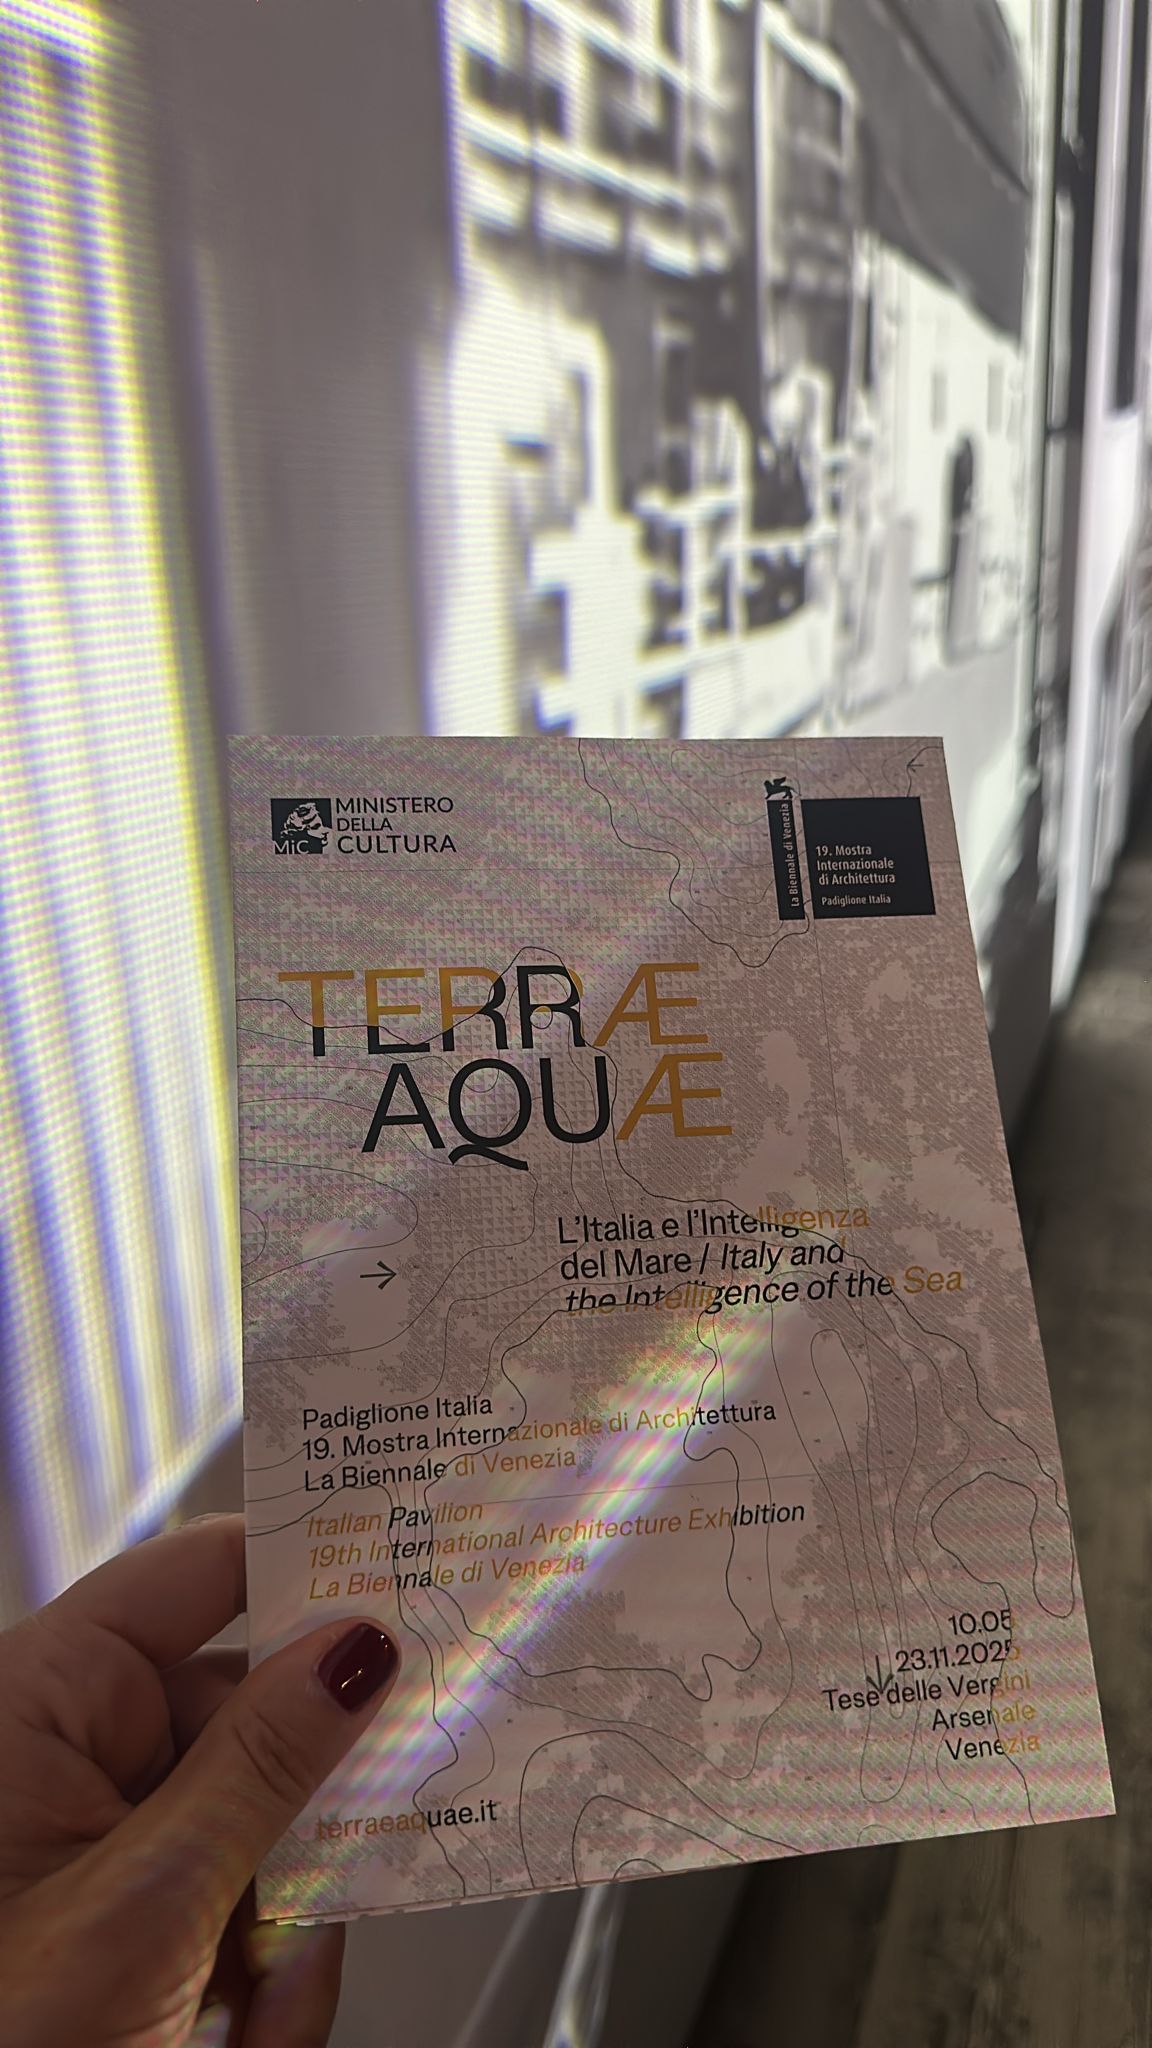 MiC
MINISTERO
DELLA
CULTURA
La Biennale di Venezia
19. Mostra
Internazionale
di Architettura
Padiglione Italia
TERRÆ
AQUÆ
L'Italia e l'Intelligenza
del Mare / Italy and
the Intelligence of the Sea
Padiglione Italia
19. Mostra Internazionale di Architettura
La Biennale di Venezia
Italian Pavilion
19th International Architecture Exhibition
La Biennale di Venezia
10.05
23.11.2025
Tese delle Vergini
Arsenale
Venezia
terraeaquae.it